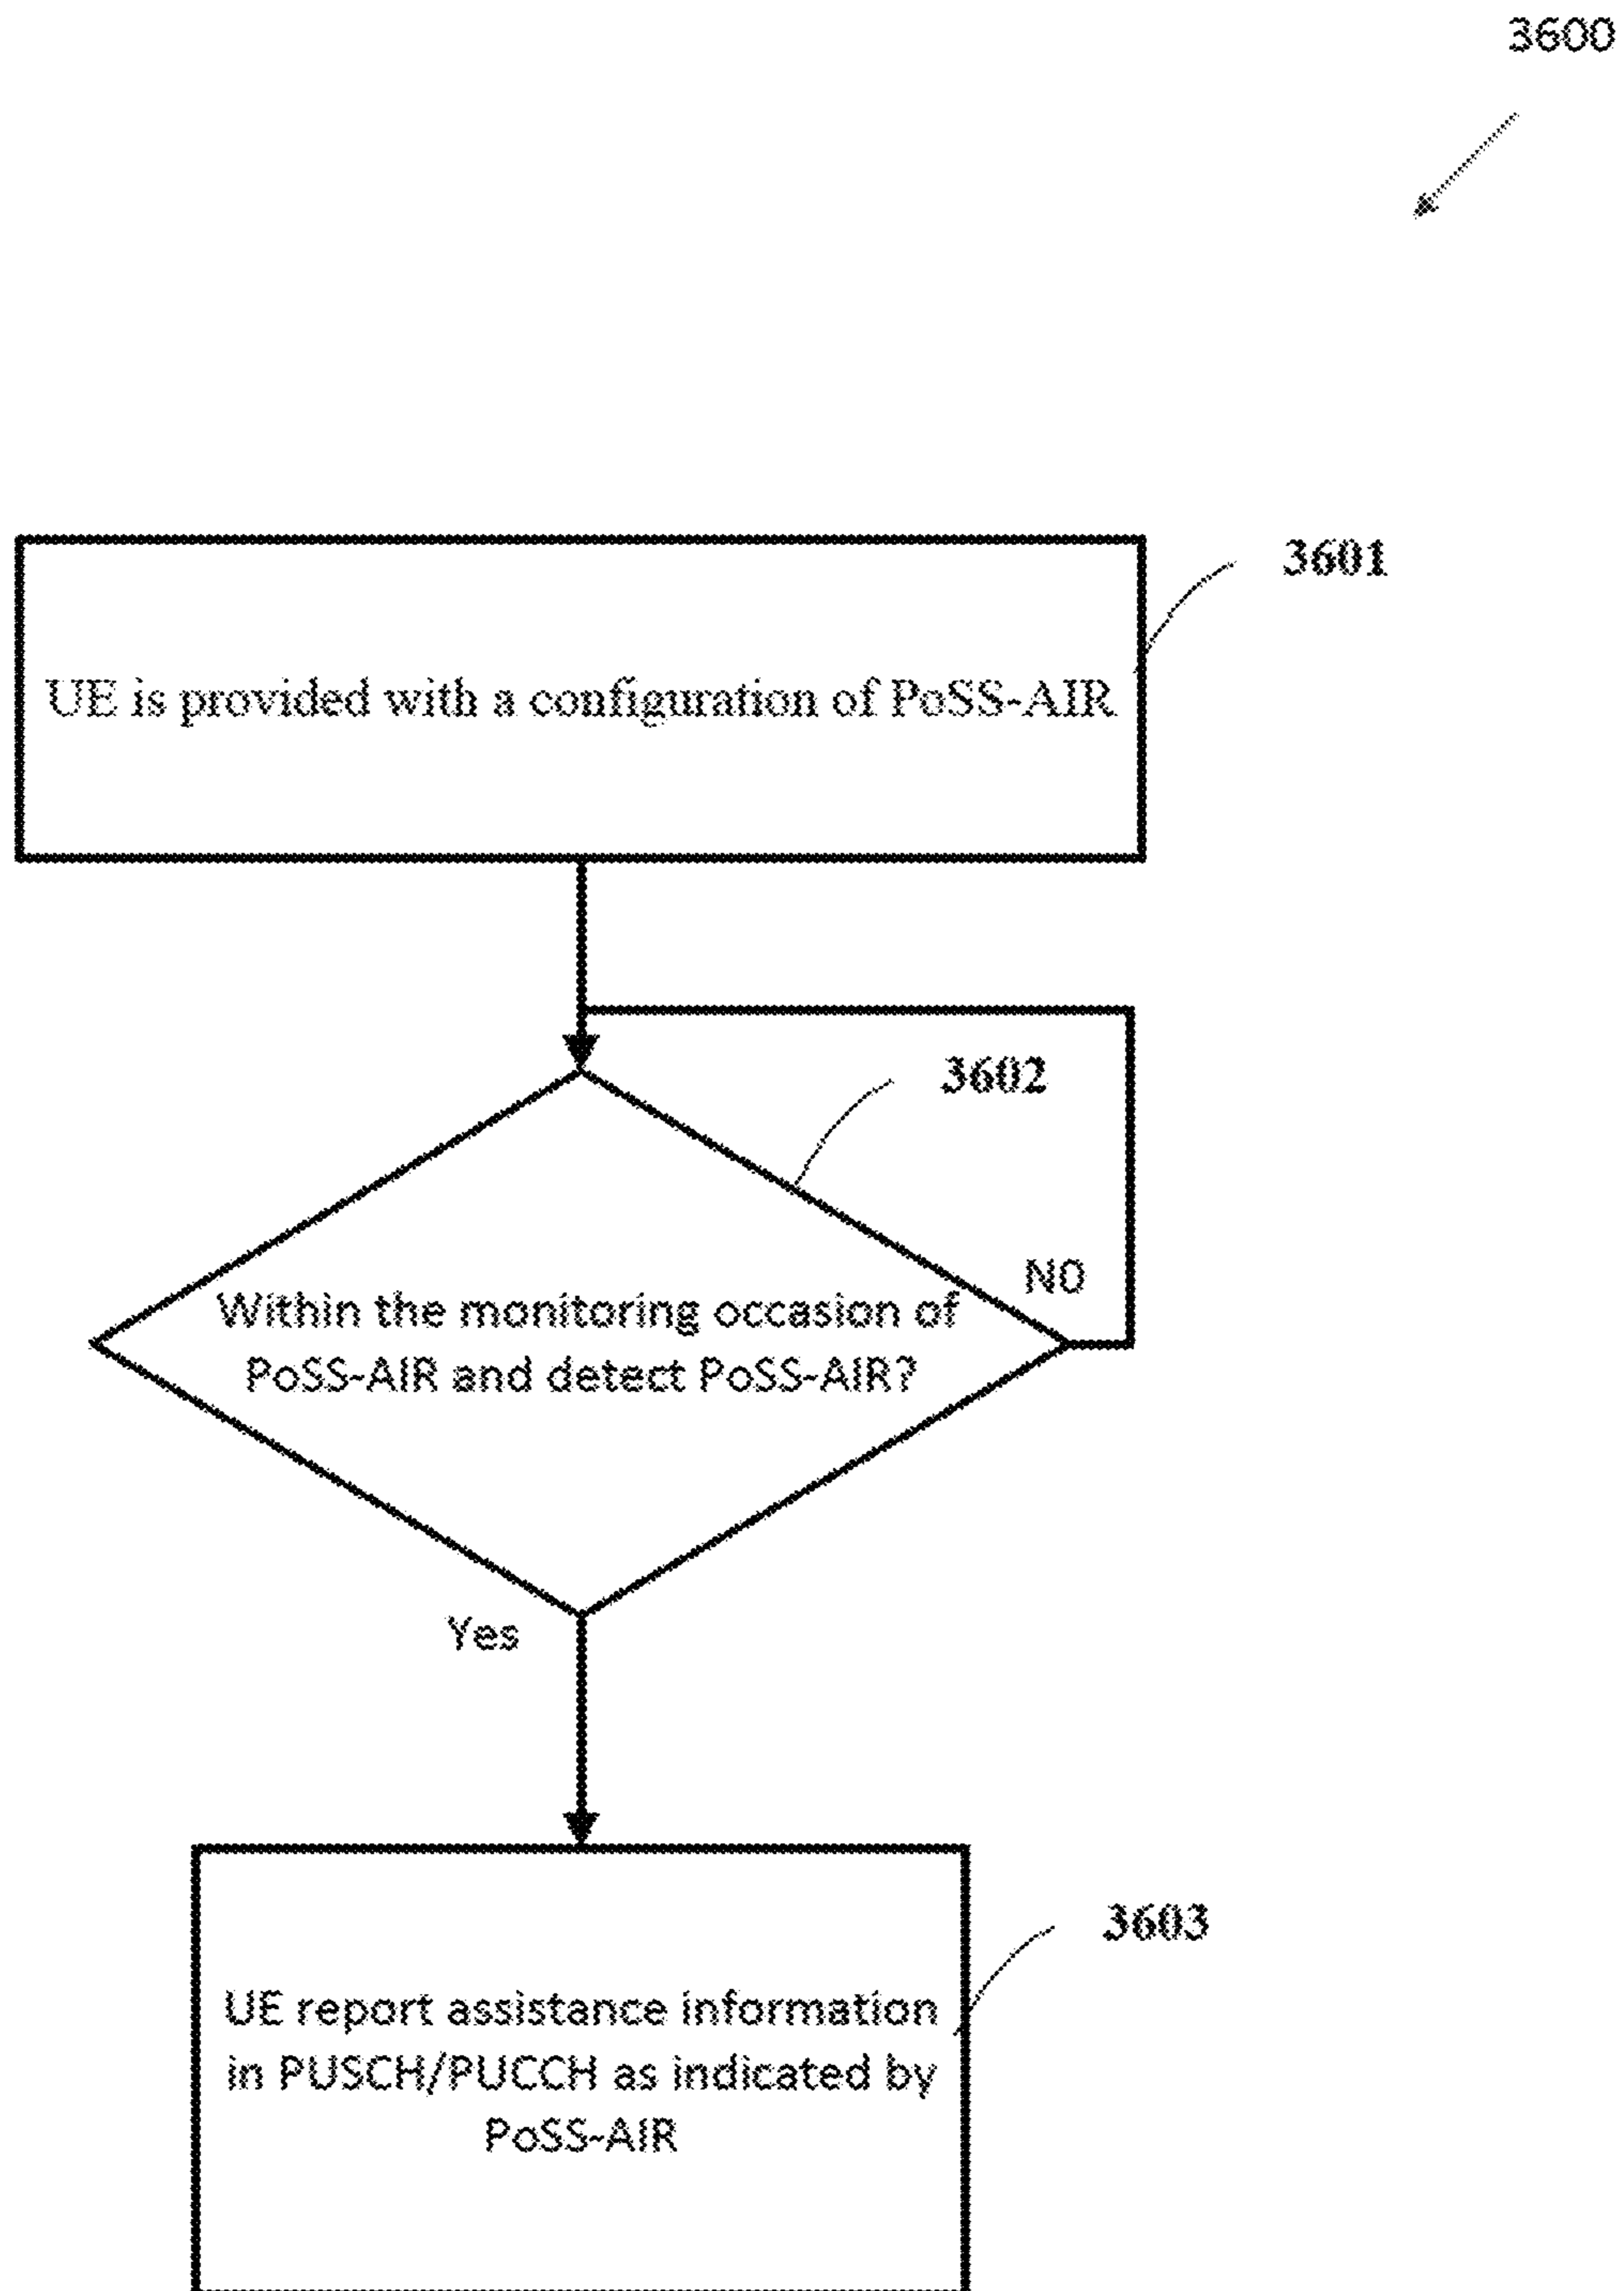 3600
3601
UE is provided with a configuration of PoSS-AIR
3602
NO
Within the monitoring occasion of
PoSS-AIR and detect PoSS-AIR?
Yes
3603
UE report assistance information
in PUSCH/PUCCH as indicated by
PoSS-AIR